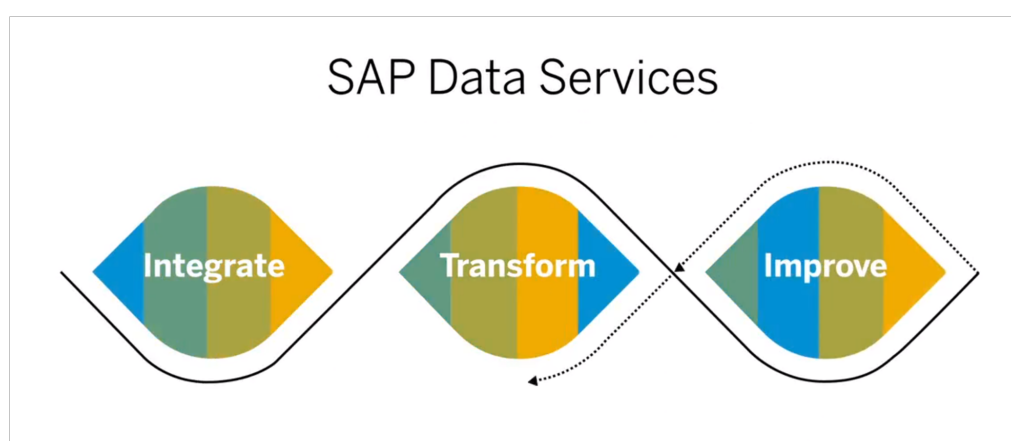 SAP Data Services
Integrate
Transform
Improve